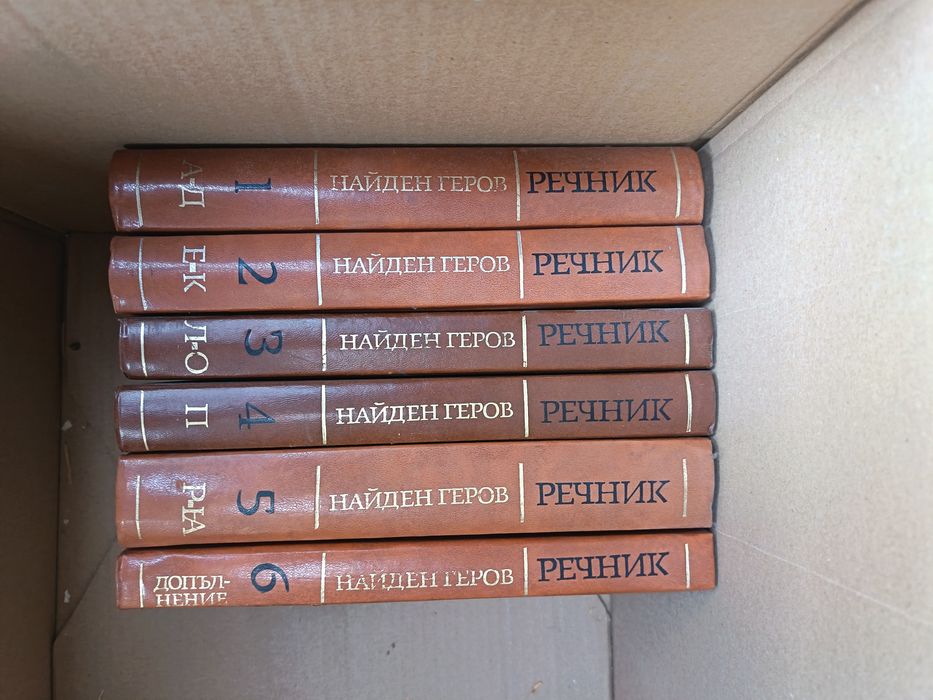 РЕЧНИК
НАЙДЕН ГЕРОВ
1
А-Д
РЕЧНИК
НАЙДЕН ГЕРОВ
2
Е-К
РЕЧНИК
НАЙДЕН ГЕРОВ
3
Л-О
РЕЧНИК
НАЙДЕН ГЕРОВ
4
П
РЕЧНИК
НАЙДЕН ГЕРОВ
5
Р-Ѩ
РЕЧНИК
НАЙДЕН ГЕРОВ
6
ДОПЪЛ-
НЕНИЕ